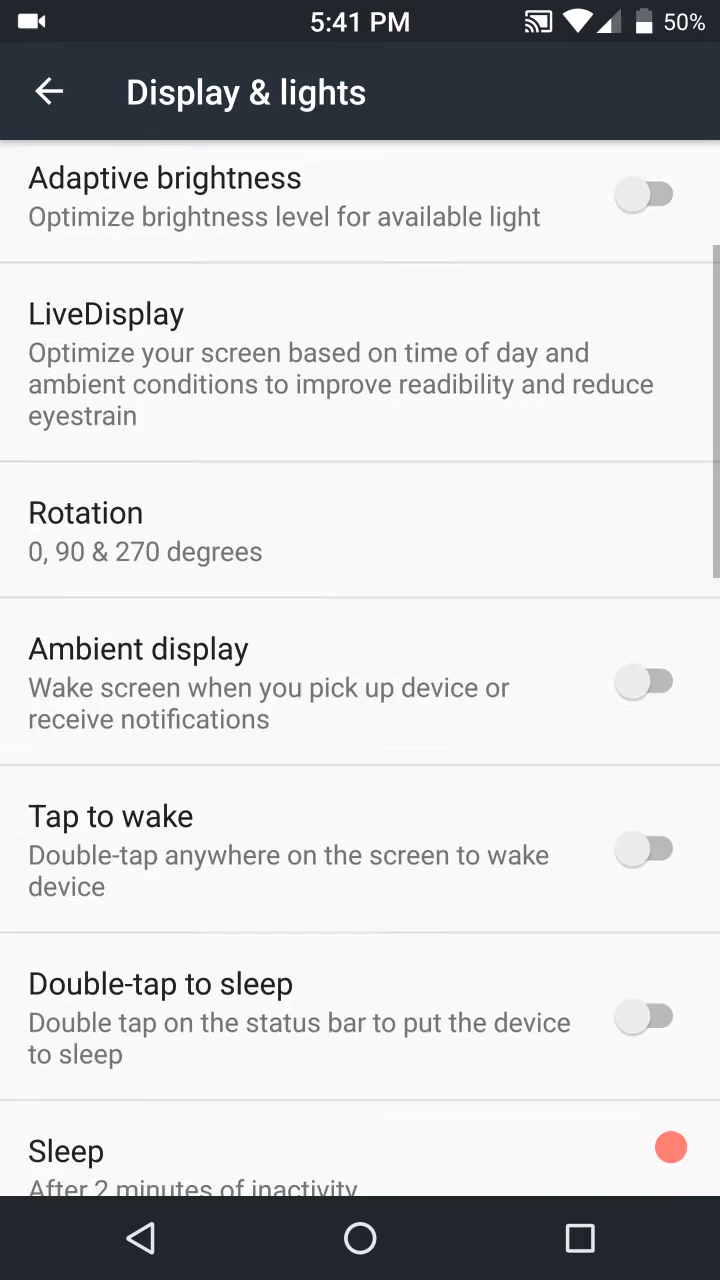 5:41 PM
50%
Display & lights
Adaptive brightness
Optimize brightness level for available light
LiveDisplay
Optimize your screen based on time of day and
ambient conditions to improve readibility and reduce
eyestrain
Rotation
0, 90 & 270 degrees
Ambient display
Wake screen when you pick up device or
receive notifications
Tap to wake
Double-tap anywhere on the screen to wake
device
Double-tap to sleep
Double tap on the status bar to put the device
to sleep
Sleep
After 2 minutes of inactivity